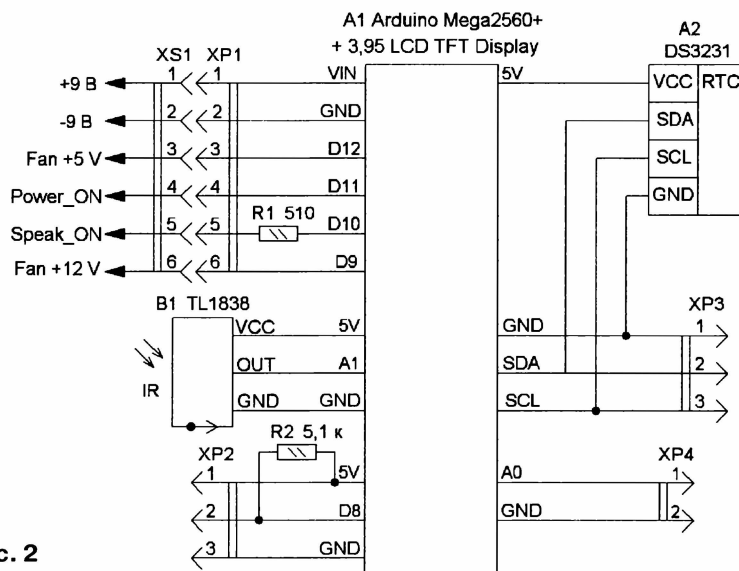 A1 Arduino Mega2560+
+ 3,95 LCD TFT Display
A2
DS3231
XS1 XP1
+9 В 1 1 VIN
-9 В 2 2 GND
Fan +5 V 3 3 D12
Power_ON 4 4 D11
Speak_ON 5 5 R1 510 D10
Fan +12 V 6 6 D9
5V VCC RTC
SDA
SCL
GND
B1 TL1838
VCC 5V
OUT A1
IR
GND GND
XP3
GND 1
SDA 2
SCL 3
R2 5,1 к
XP2
1 5V
2 D8
3 GND
XP4
A0 1
GND 2
с. 2